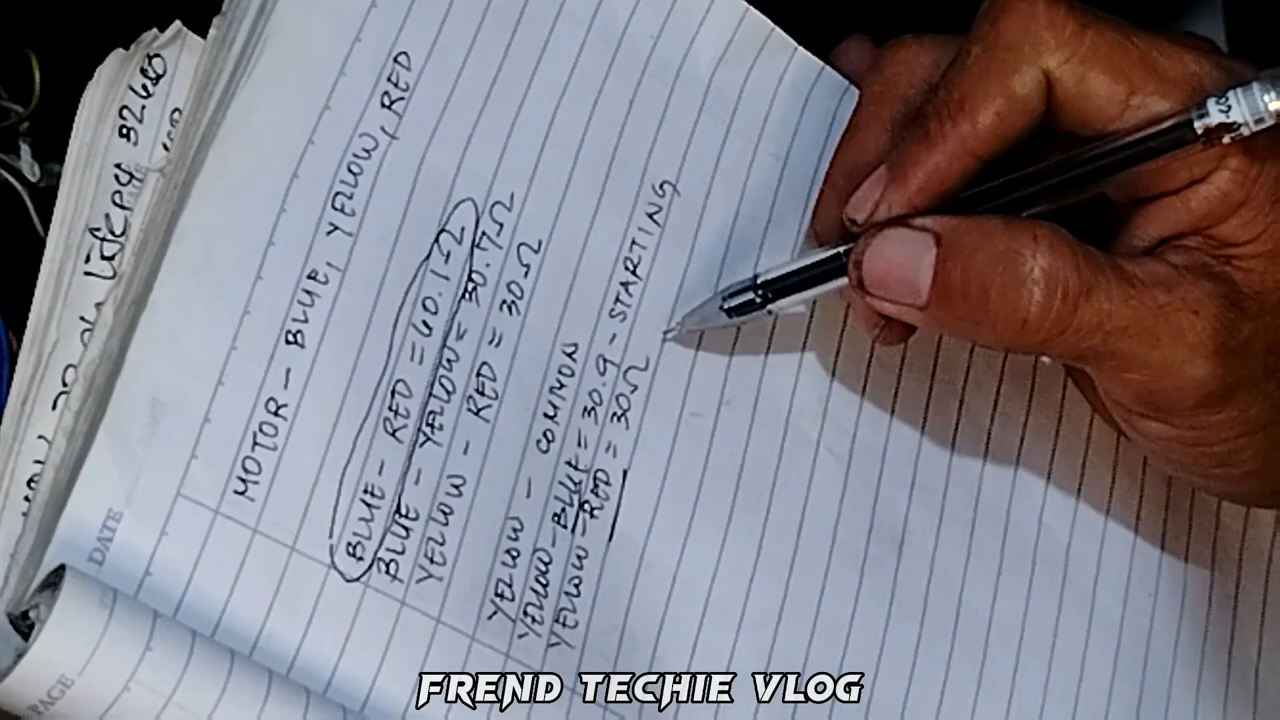 MOTOR - BLUE, YELLOW, RED
BLUE - RED = 60.1Ω
BLUE - YELLOW = 30.7Ω
YELLOW - RED = 30Ω
YELLOW - COMMON
YELLOW - BLUE = 30.9 - STARTING
YELLOW - RED = 30Ω
DATE
PAGE
FREND TECHIE VLOG